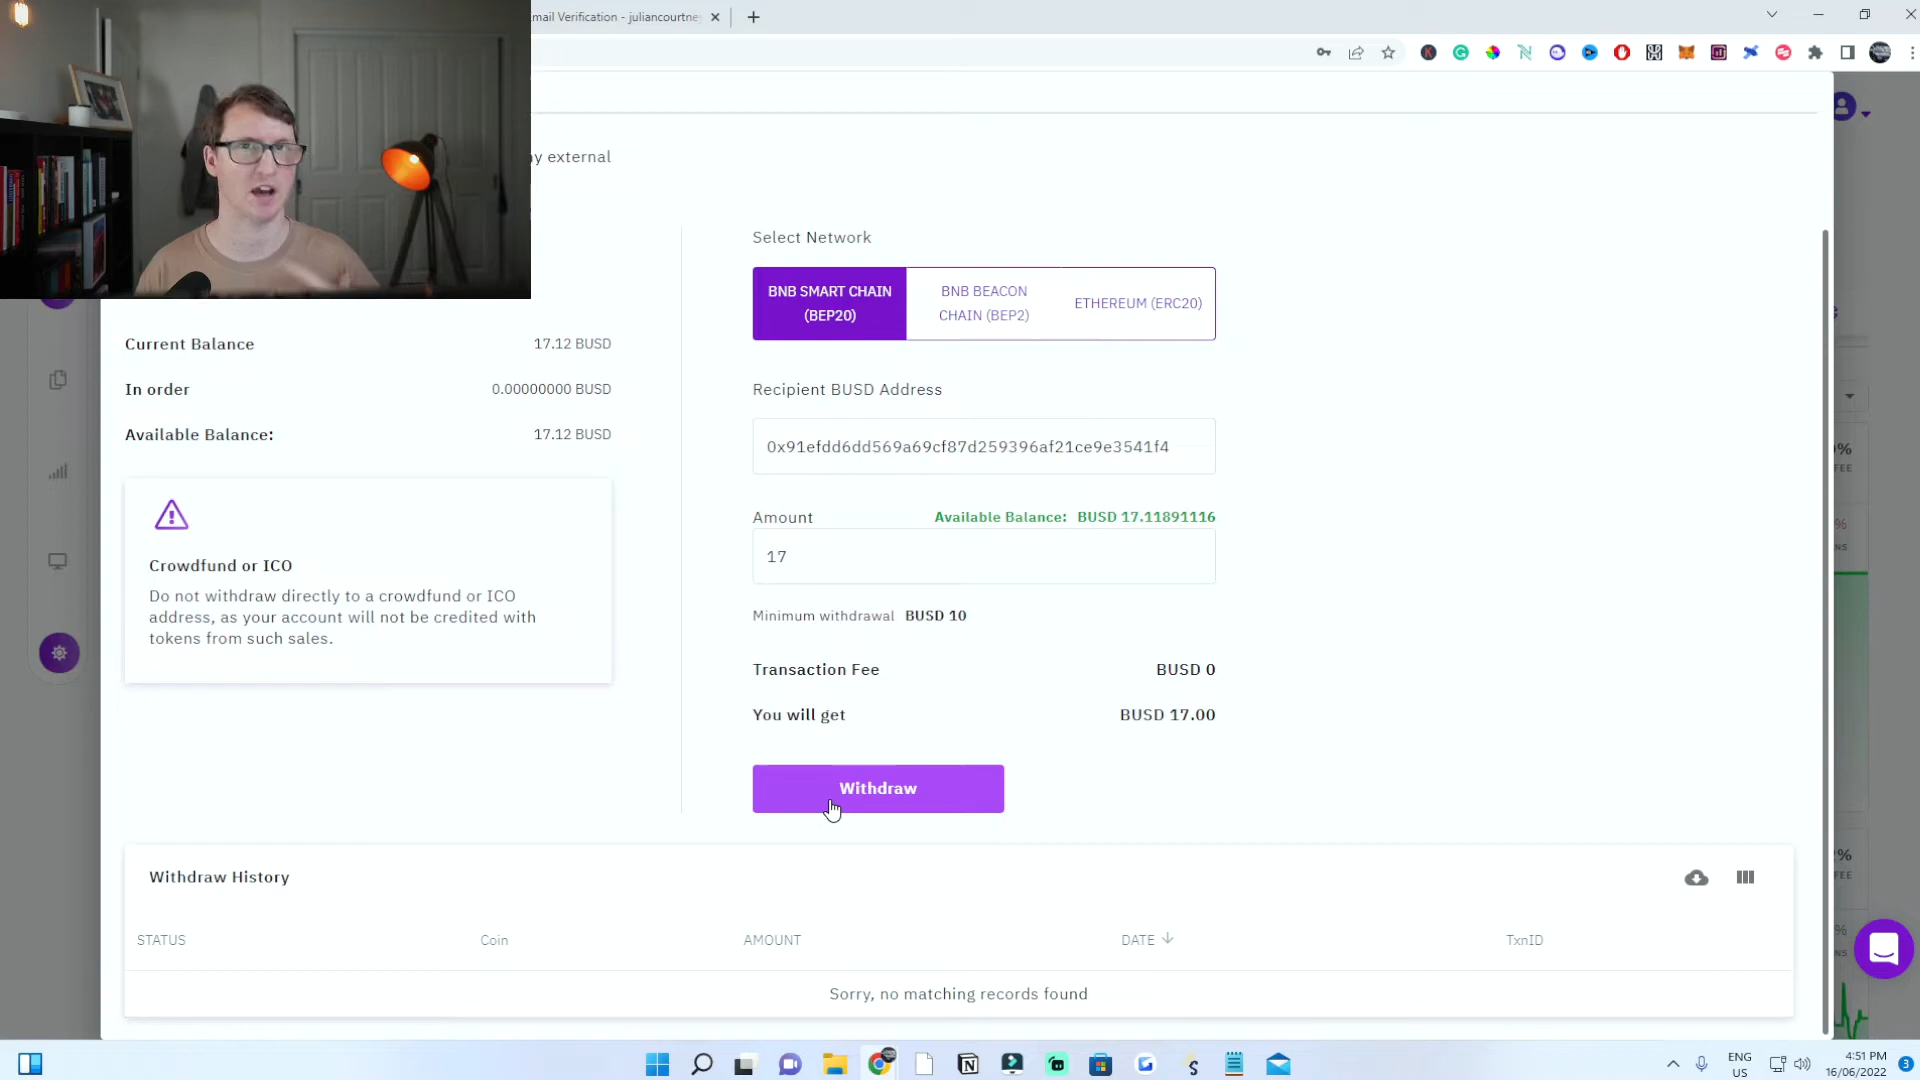 mail Verification - juliancourtne
y external
Select Network
BNB SMART CHAIN
(BEP20)
BNB BEACON
CHAIN (BEP2)
ETHEREUM (ERC20)
Current Balance 17.12 BUSD
In order 0.00000000 BUSD
Available Balance: 17.12 BUSD
Recipient BUSD Address
0x91efdd6dd569a69cf87d259396af21ce9e3541f4
Crowdfund or ICO
Do not withdraw directly to a crowdfund or ICO
address, as your account will not be credited with
tokens from such sales.
Amount Available Balance: BUSD 17.11891116
17
Minimum withdrawal BUSD 10
Transaction Fee BUSD 0
You will get BUSD 17.00
Withdraw
Withdraw History
STATUS Coin AMOUNT DATE TxnID
Sorry, no matching records found
%
FEE
%
NS
%
FEE
%
NS
ENG
US
4:51 PM
16/06/2022
3